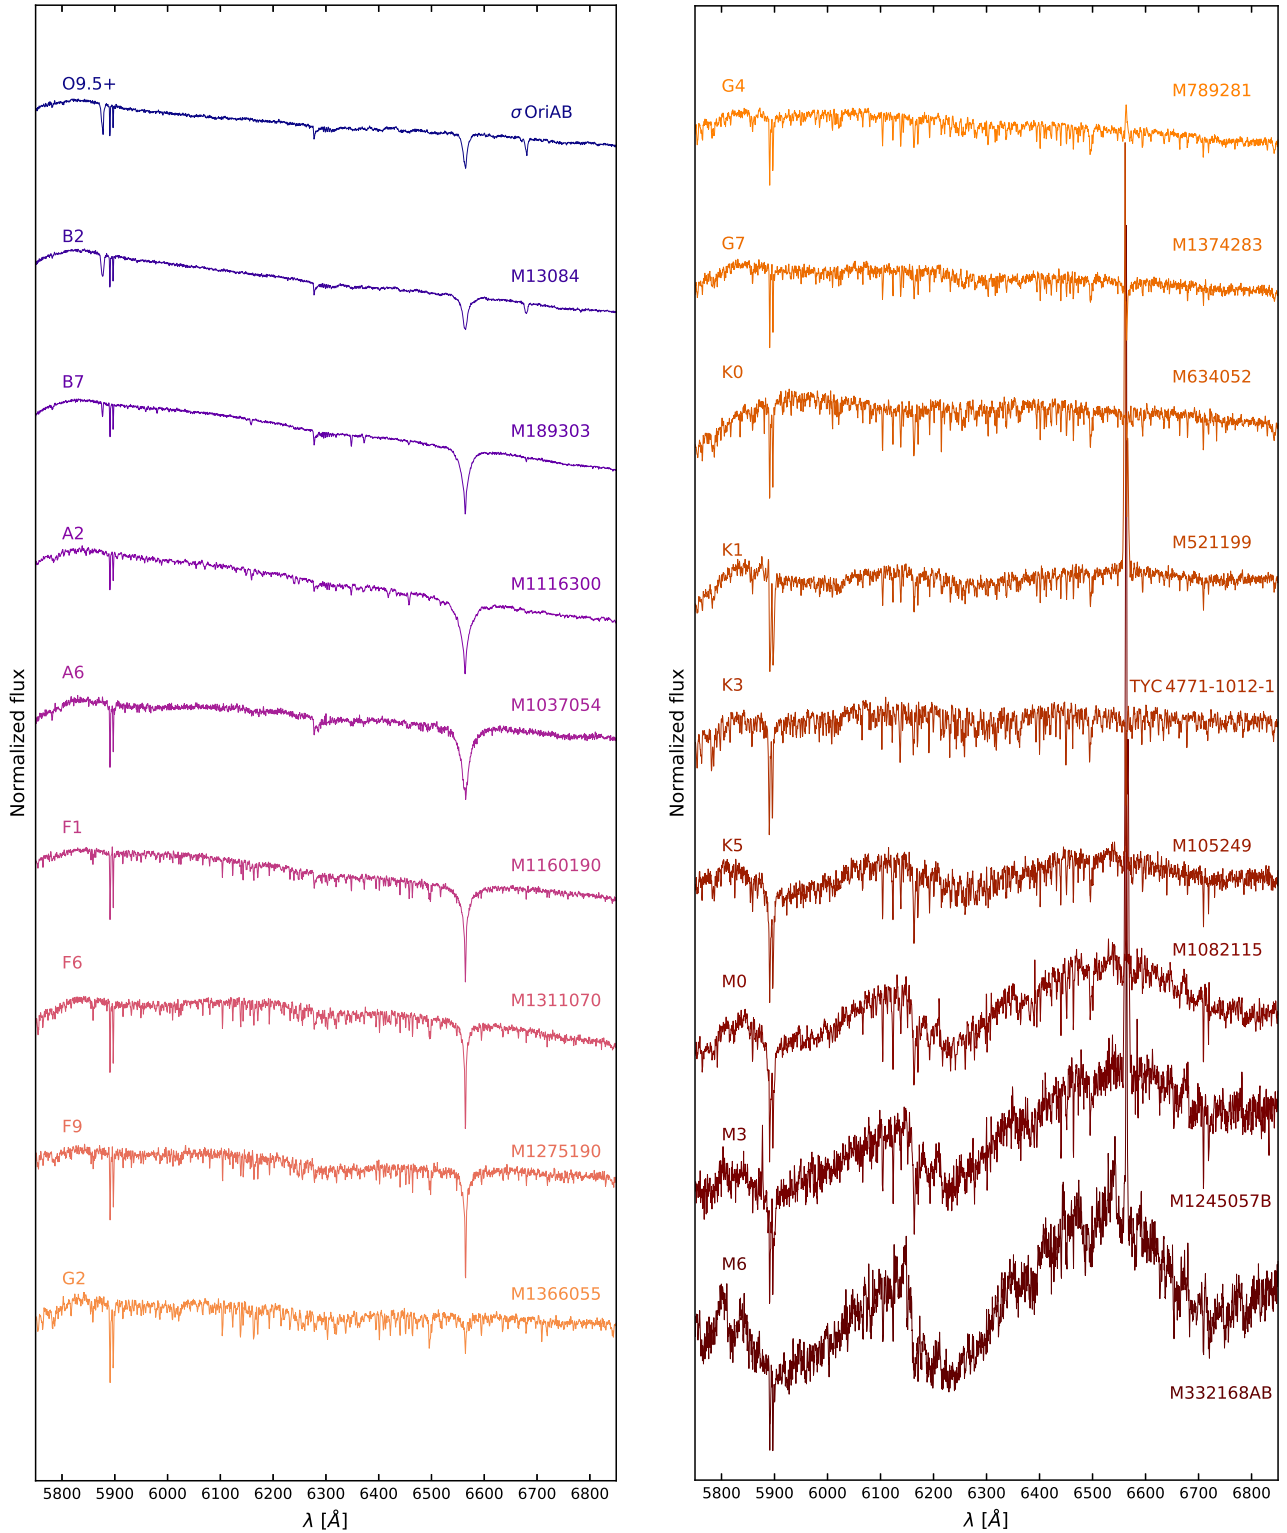 Normalized flux
O9.5+
σ OriAB
B2
M13084
B7
M189303
A2
M1116300
A6
M1037054
F1
M1160190
F6
M1311070
F9
M1275190
G2
M1366055
5800 5900 6000 6100 6200 6300 6400 6500 6600 6700 6800
λ [Å]
Normalized flux
G4
M789281
G7
M1374283
K0
M634052
K1
M521199
K3
TYC 4771-1012-1
K5
M105249
M0
M1082115
M3
M1245057B
M6
M332168AB
5800 5900 6000 6100 6200 6300 6400 6500 6600 6700 6800
λ [Å]